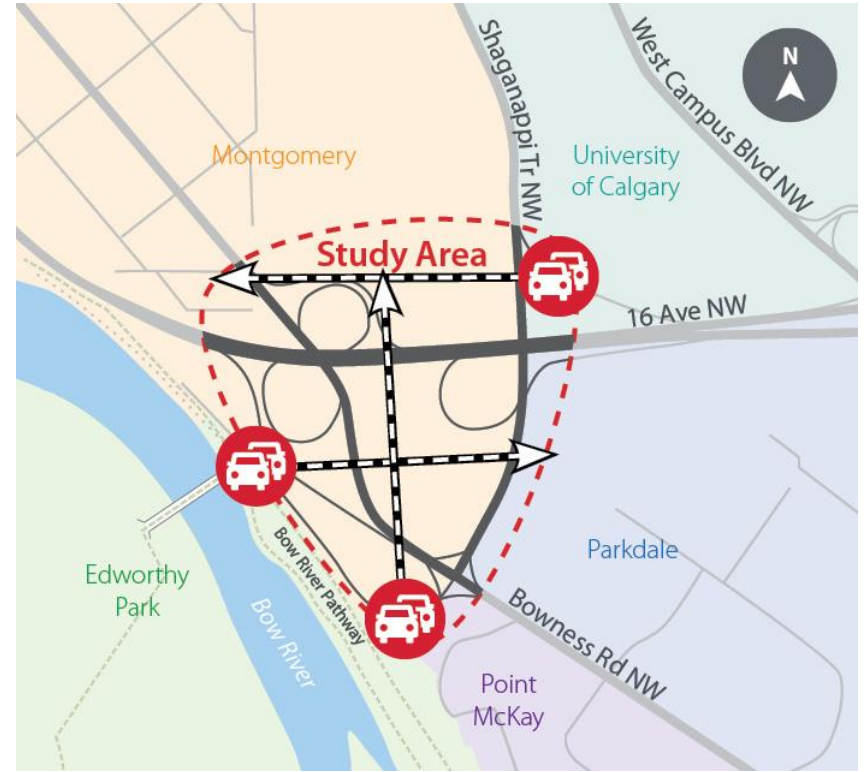 N
Shaganappi Tr NW
West Campus Blvd NW
Montgomery
University
of Calgary
Study Area
16 Ave NW
Parkdale
Edworthy
Park
Bow River Pathway
Bow River
Bowness Rd NW
Point
McKay